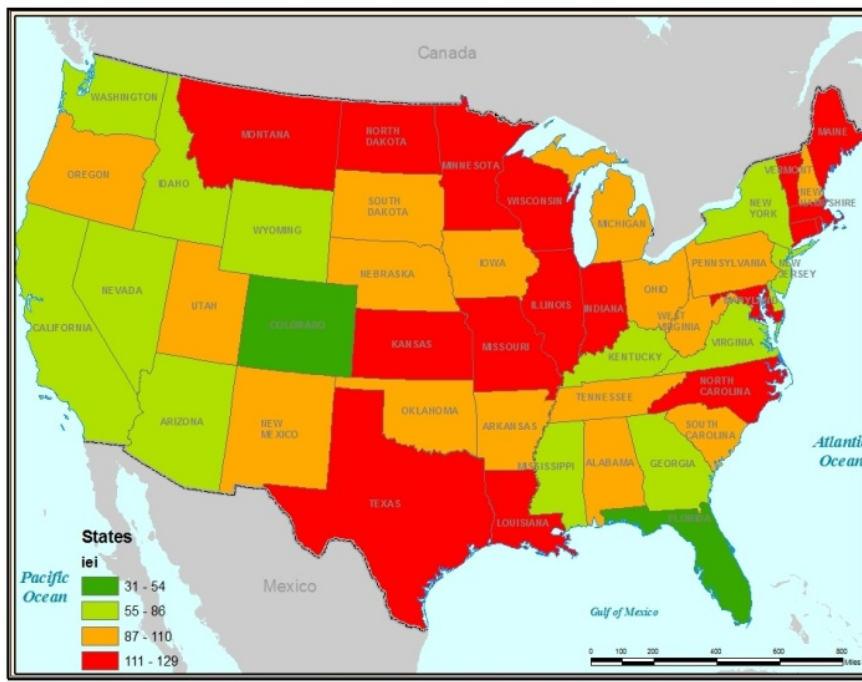 Canada
WASHINGTON
MONTANA
NORTH
DAKOTA
MINNESOTA
MAINE
OREGON
IDAHO
SOUTH
DAKOTA
WISCONSIN
MICHIGAN
VERMONT
NEW
HAMPSHIRE
NEW
YORK
WYOMING
NEBRASKA
IOWA
PENNSYLVANIA
NEW
JERSEY
NEVADA
UTAH
CALIFORNIA
COLORADO
KANSAS
MISSOURI
ILLINOIS
INDIANA
OHIO
WEST
VIRGINIA
MARYLAND
VIRGINIA
KENTUCKY
ARIZONA
NEW
MEXICO
OKLAHOMA
ARKANSAS
TENNESSEE
NORTH
CAROLINA
SOUTH
CAROLINA
MISSISSIPPI
ALABAMA
GEORGIA
TEXAS
LOUISIANA
FLORIDA
Atlantic
Ocean
Pacific
Ocean
Mexico
Gulf of Mexico
States
iei
31 - 54
55 - 86
87 - 110
111 - 129
0 100 200 400 600 800
Miles